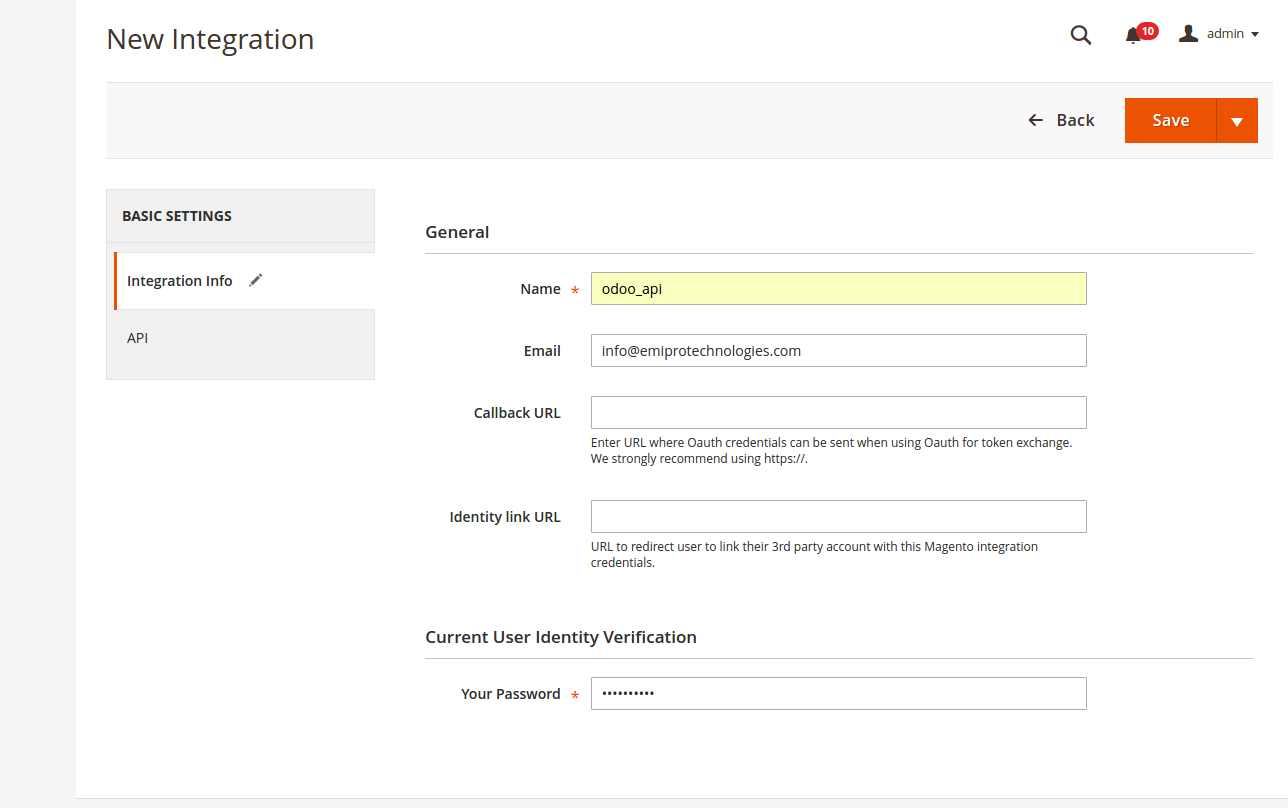 New Integration
10
admin
Back
Save
BASIC SETTINGS
Integration Info
API
General
Name *
odoo_api
Email
info@emiprotechnologies.com
Callback URL
Enter URL where Oauth credentials can be sent when using Oauth for token exchange.
We strongly recommend using https://.
Identity link URL
URL to redirect user to link their 3rd party account with this Magento integration
credentials.
Current User Identity Verification
Your Password *
••••••••••